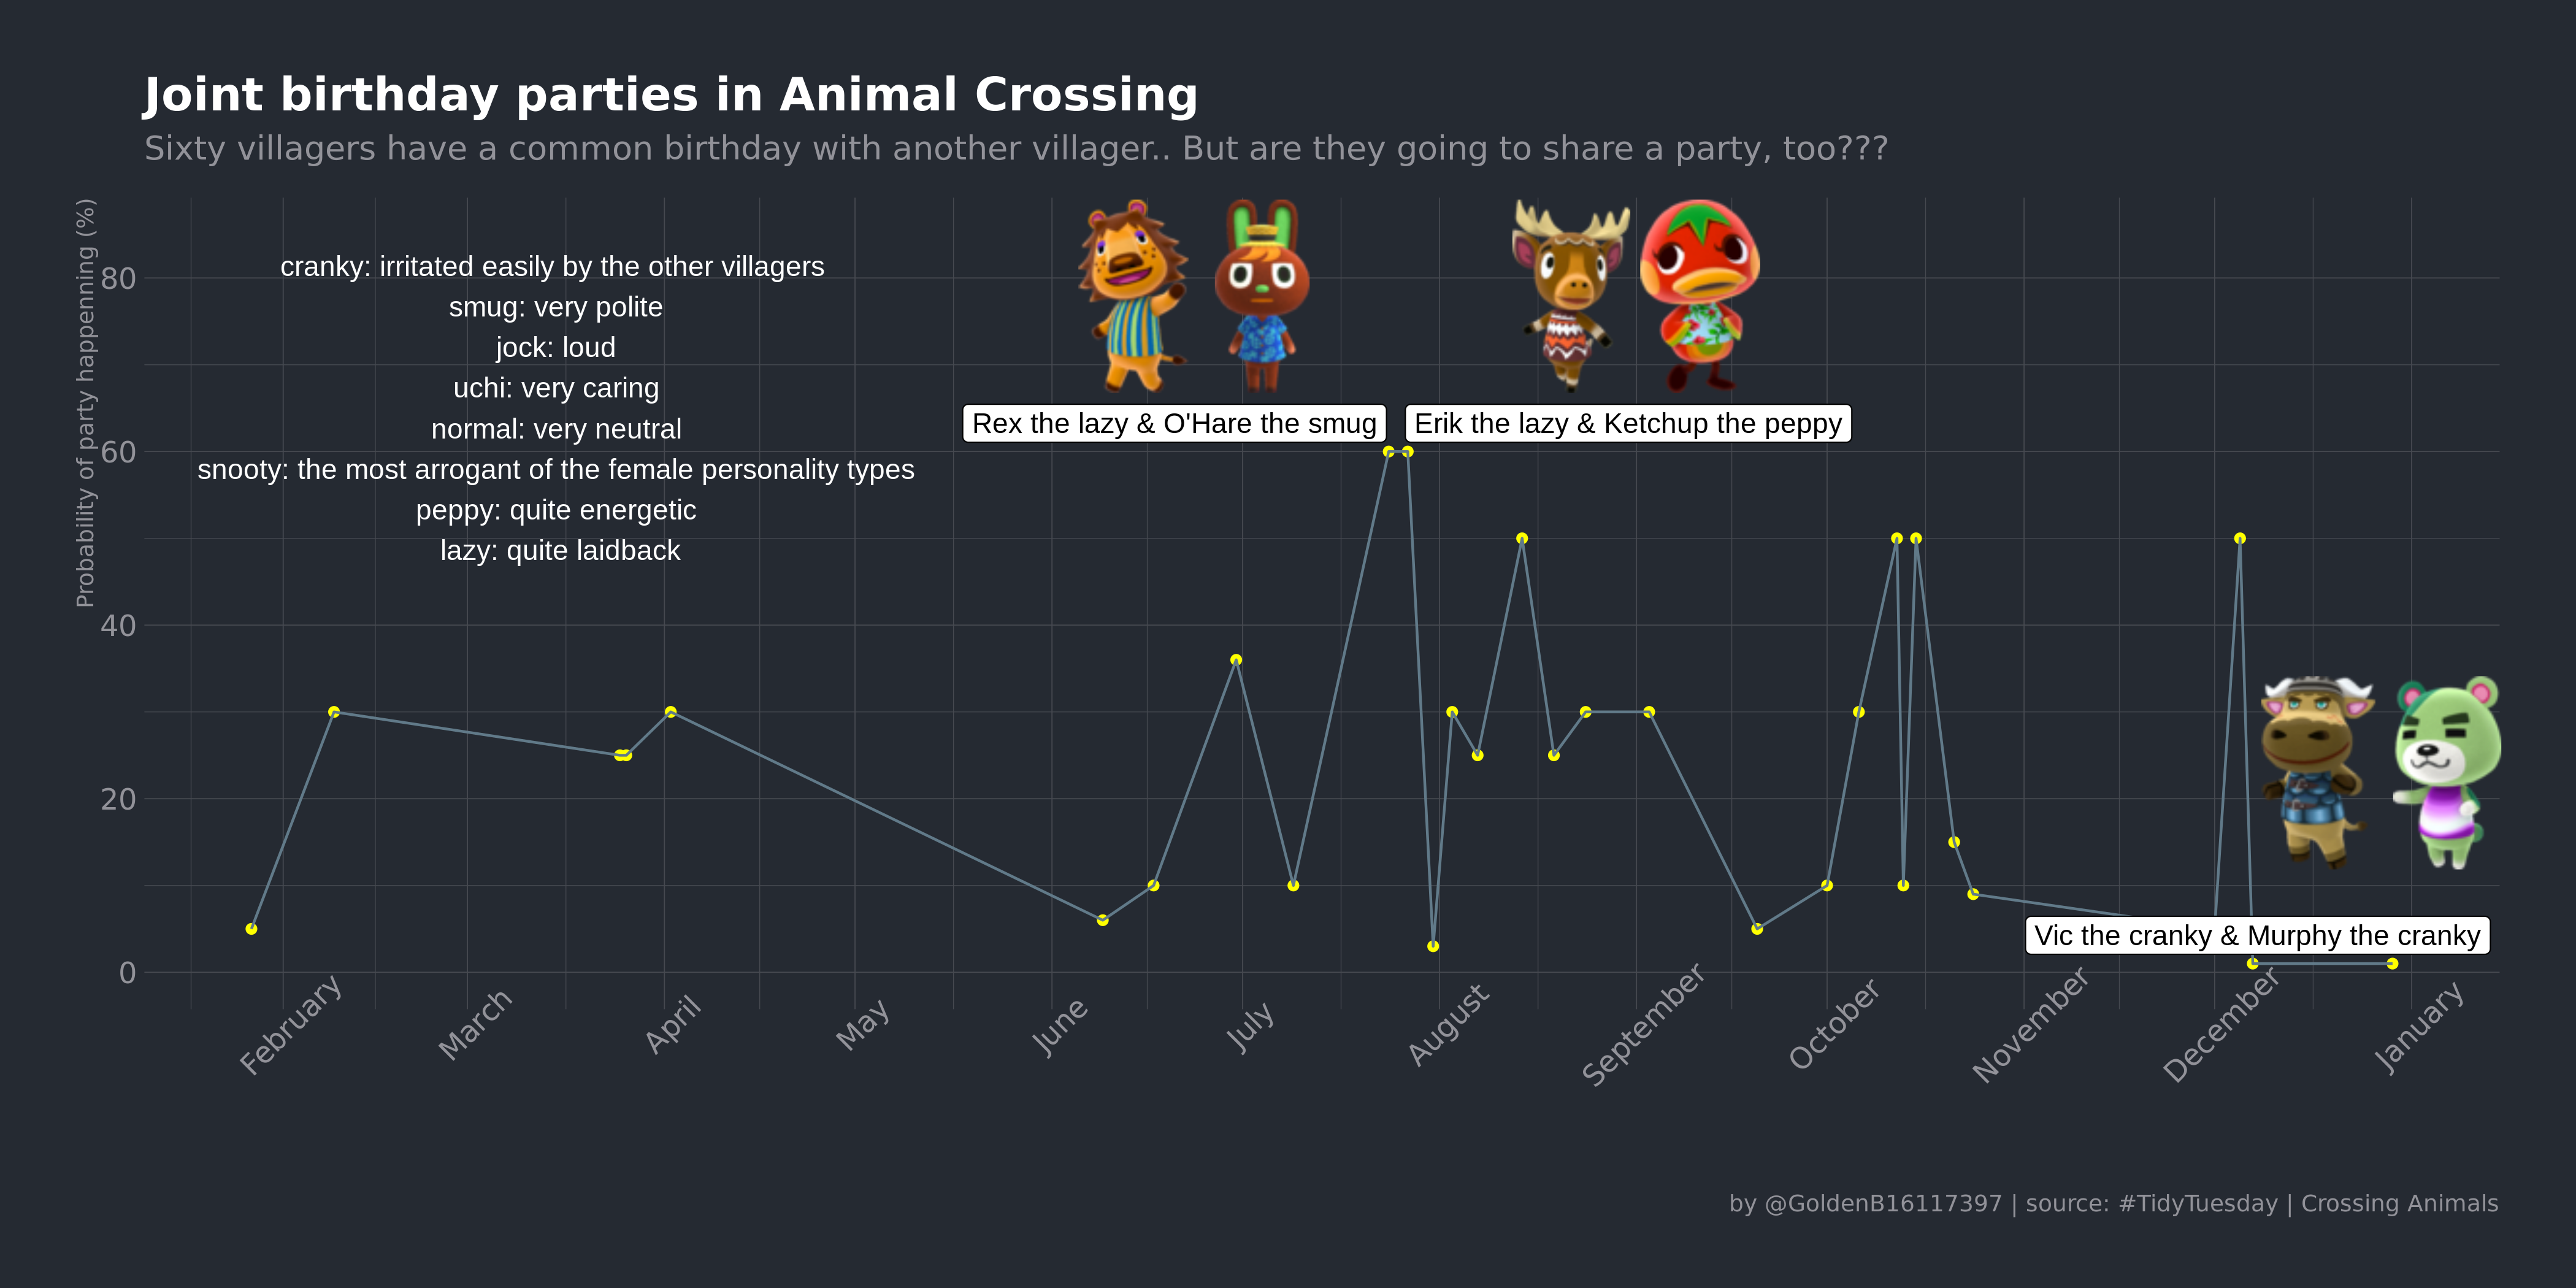 Joint birthday parties in Animal Crossing
Sixty villagers have a common birthday with another villager.. But are they going to share a party, too???
Probability of party happenning (%)
80
60
40
20
0
cranky: irritated easily by the other villagers
smug: very polite
jock: loud
uchi: very caring
normal: very neutral
snooty: the most arrogant of the female personality types
peppy: quite energetic
lazy: quite laidback
Rex the lazy & O'Hare the smug
Erik the lazy & Ketchup the peppy
Vic the cranky & Murphy the cranky
February
March
April
May
June
July
August
September
October
November
December
January
by @GoldenB16117397 | source: #TidyTuesday | Crossing Animals